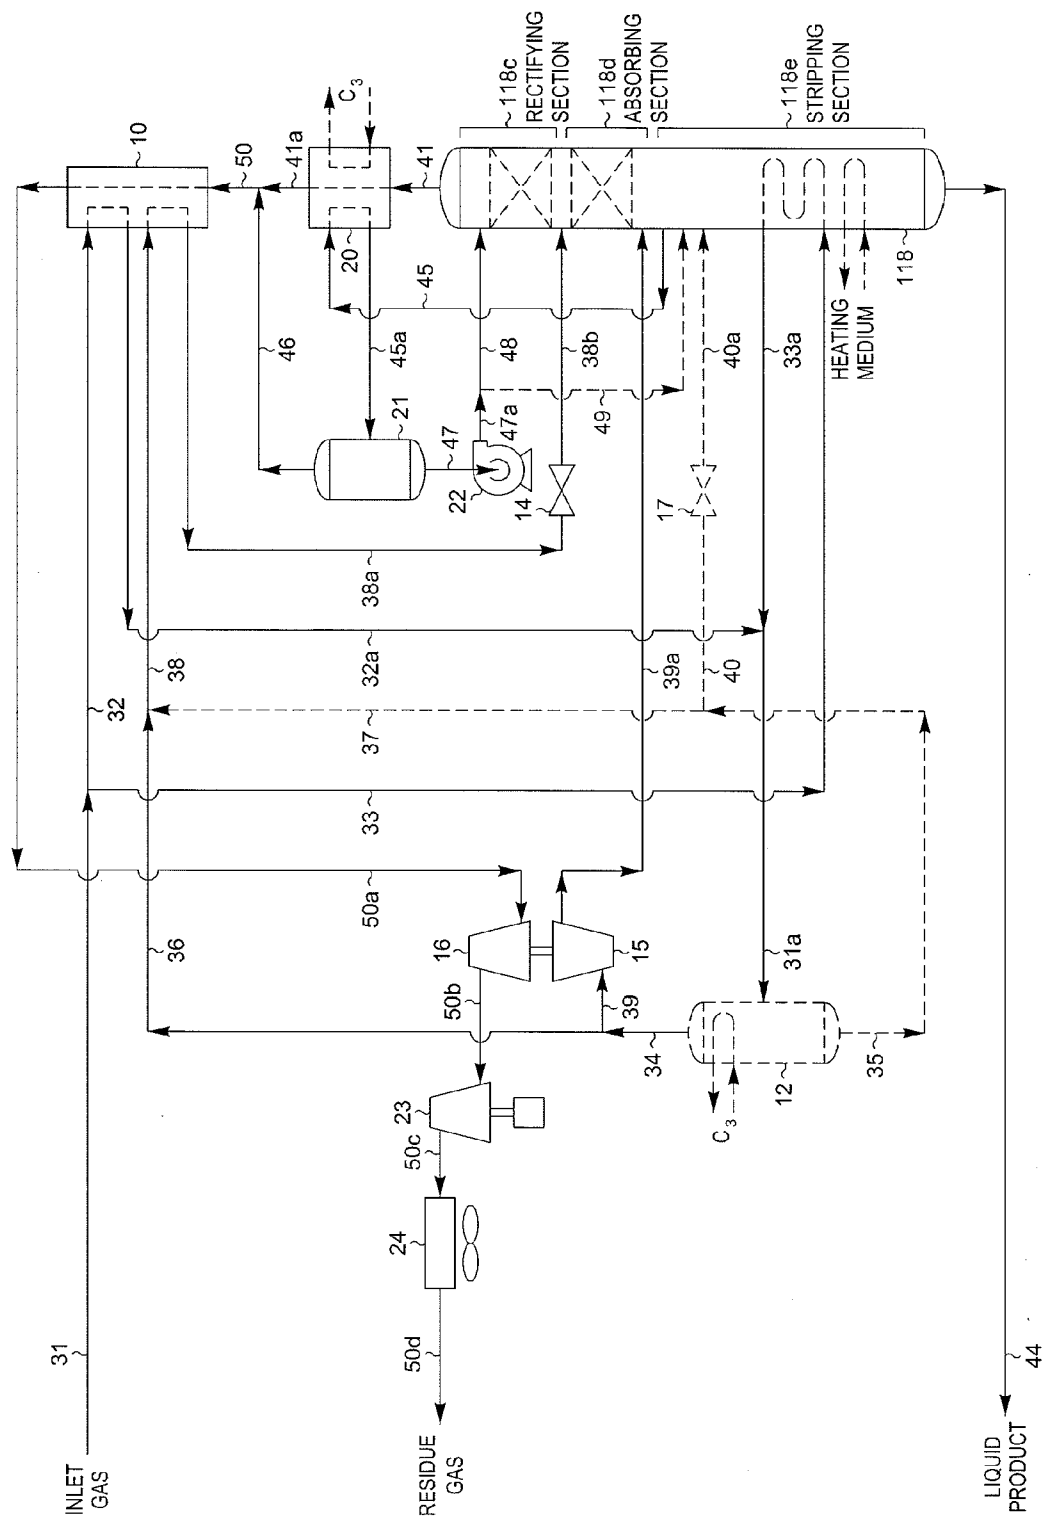 INLET
GAS
31
RESIDUE
GAS
50d
24
50c
23
50b
16
15
39
34
12
C3
35
LIQUID
PRODUCT
44
36
50a
31a
33
37
32
38
32a
39a
40
38a
14
17
22
47
47a
21
46
45a
48
38b
49
45
40a
33a
HEATING
MEDIUM
118
10
50
41a
20
41
C3
118c
RECTIFYING
SECTION
118d
ABSORBING
SECTION
118e
STRIPPING
SECTION